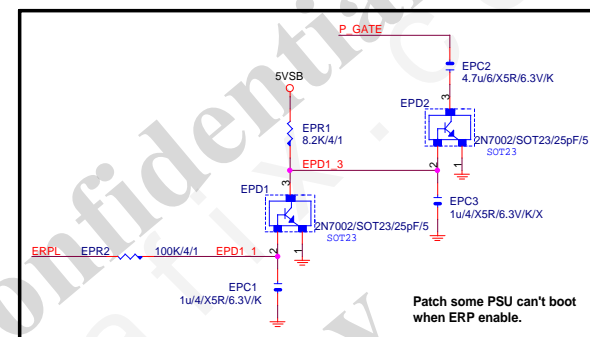 P_GATE
EPC2
4.7u/6/X5R/6.3V/K
5VSB
EPR1
8.2K/4/1
3
EPD2
2N7002/SOT23/25pF/5
SOT23
2
1
EPD1_3
EPD1
3
2N7002/SOT23/25pF/5
SOT23
2
1
EPC3
1u/4/X5R/6.3V/K/X
ERPL
EPR2
100K/4/1
EPD1_1
EPC1
1u/4/X5R/6.3V/K
Patch some PSU can't boot
when ERP enable.